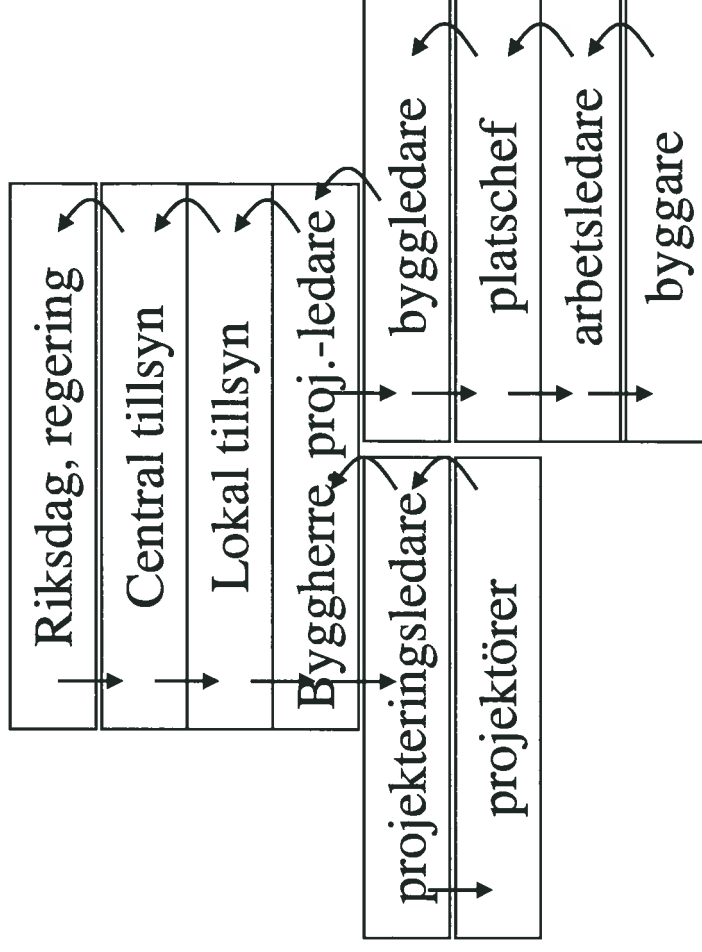 Riksdag, regering
Central tillsyn
Lokal tillsyn
Byggherre, proj.-ledare
projekteringsledare
projektörer
byggledare
platschef
arbetsledare
byggare